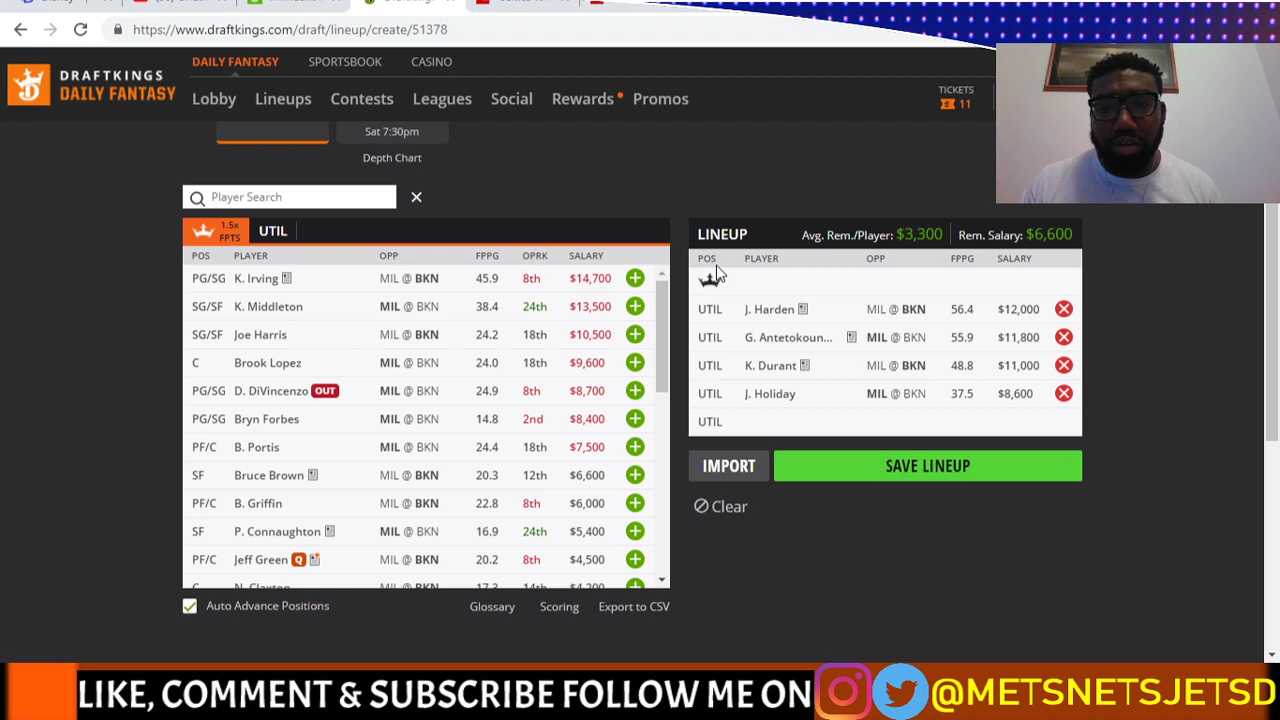 https://www.draftkings.com/draft/lineup/create/51378
DRAFTKINGS
DAILY FANTASY
DAILY FANTASY SPORTSBOOK CASINO
Lobby Lineups Contests Leagues Social Rewards Promos
TICKETS
11
Sat 7:30pm
Depth Chart
Player Search
1.5x
FPTS
UTIL
POS PLAYER OPP FPPG OPRK SALARY
PG/SG K. Irving MIL @ BKN 45.9 8th $14,700
SG/SF K. Middleton MIL @ BKN 38.4 24th $13,500
SG/SF Joe Harris MIL @ BKN 24.2 18th $10,500
C Brook Lopez MIL @ BKN 24.0 18th $9,600
PG/SG D. DiVincenzo OUT MIL @ BKN 24.9 8th $8,700
PG/SG Bryn Forbes MIL @ BKN 14.8 2nd $8,400
PF/C B. Portis MIL @ BKN 24.4 18th $7,500
SF Bruce Brown MIL @ BKN 20.3 12th $6,600
PF/C B. Griffin MIL @ BKN 22.8 8th $6,000
SF P. Connaughton MIL @ BKN 16.9 24th $5,400
PF/C Jeff Green Q MIL @ BKN 20.2 8th $4,500
C N. Claxton MIL @ BKN 17.3 14th $4,200
Auto Advance Positions
Glossary Scoring Export to CSV
LINEUP Avg. Rem./Player: $3,300 Rem. Salary: $6,600
POS PLAYER OPP FPPG SALARY
UTIL J. Harden MIL @ BKN 56.4 $12,000
UTIL G. Antetokoun... MIL @ BKN 55.9 $11,800
UTIL K. Durant MIL @ BKN 48.8 $11,000
UTIL J. Holiday MIL @ BKN 37.5 $8,600
UTIL
IMPORT SAVE LINEUP
Clear
LIKE, COMMENT & SUBSCRIBE FOLLOW ME ON @METSNETSJETSD